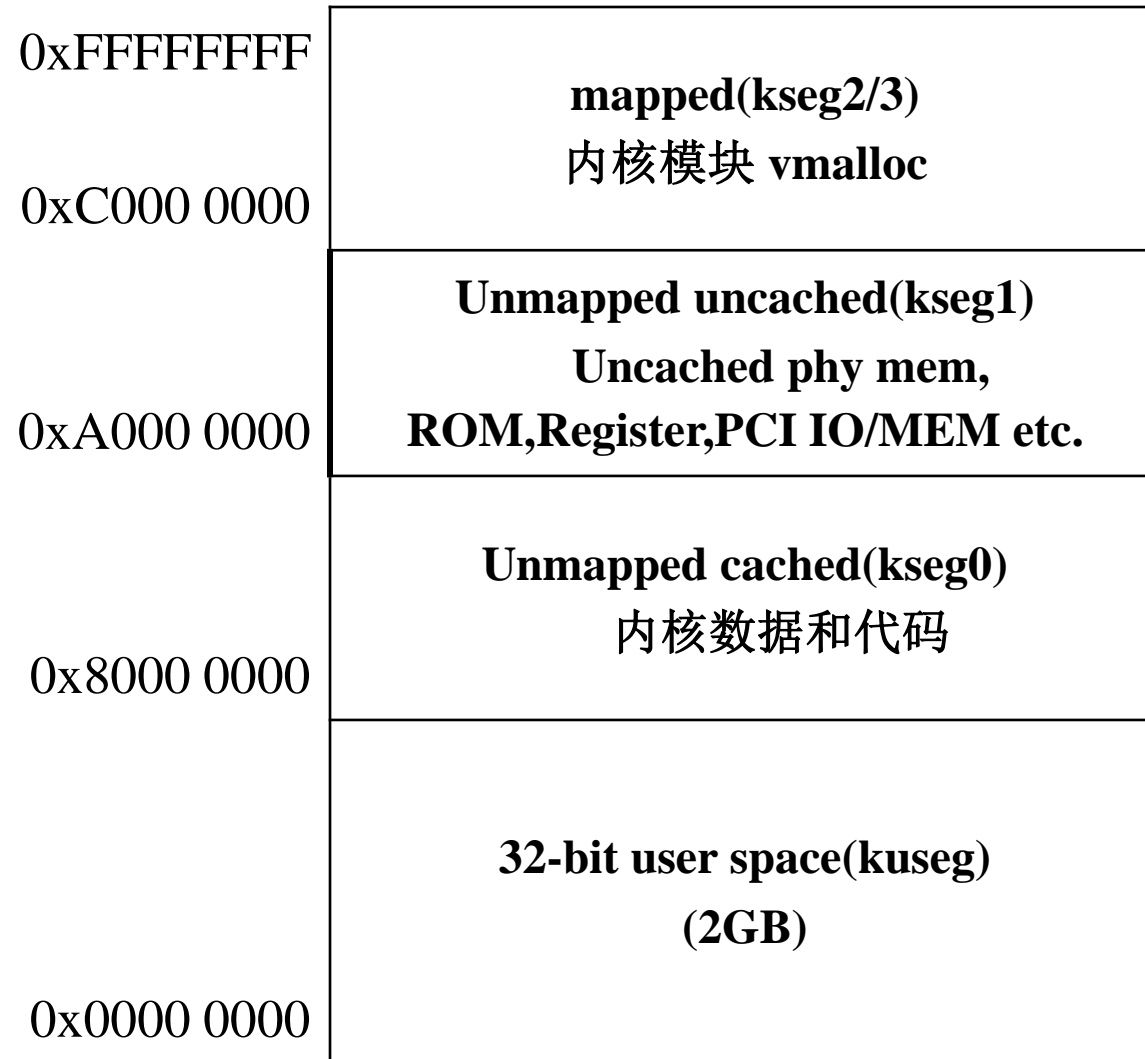 0xFFFFFFFF
mapped(kseg2/3)
内核模块 vmalloc
0xC000 0000
Unmapped uncached(kseg1)
Uncached phy mem,
0xA000 0000
ROM,Register,PCI IO/MEM etc.
Unmapped cached(kseg0)
内核数据和代码
0x8000 0000
32-bit user space(kuseg)
(2GB)
0x0000 0000